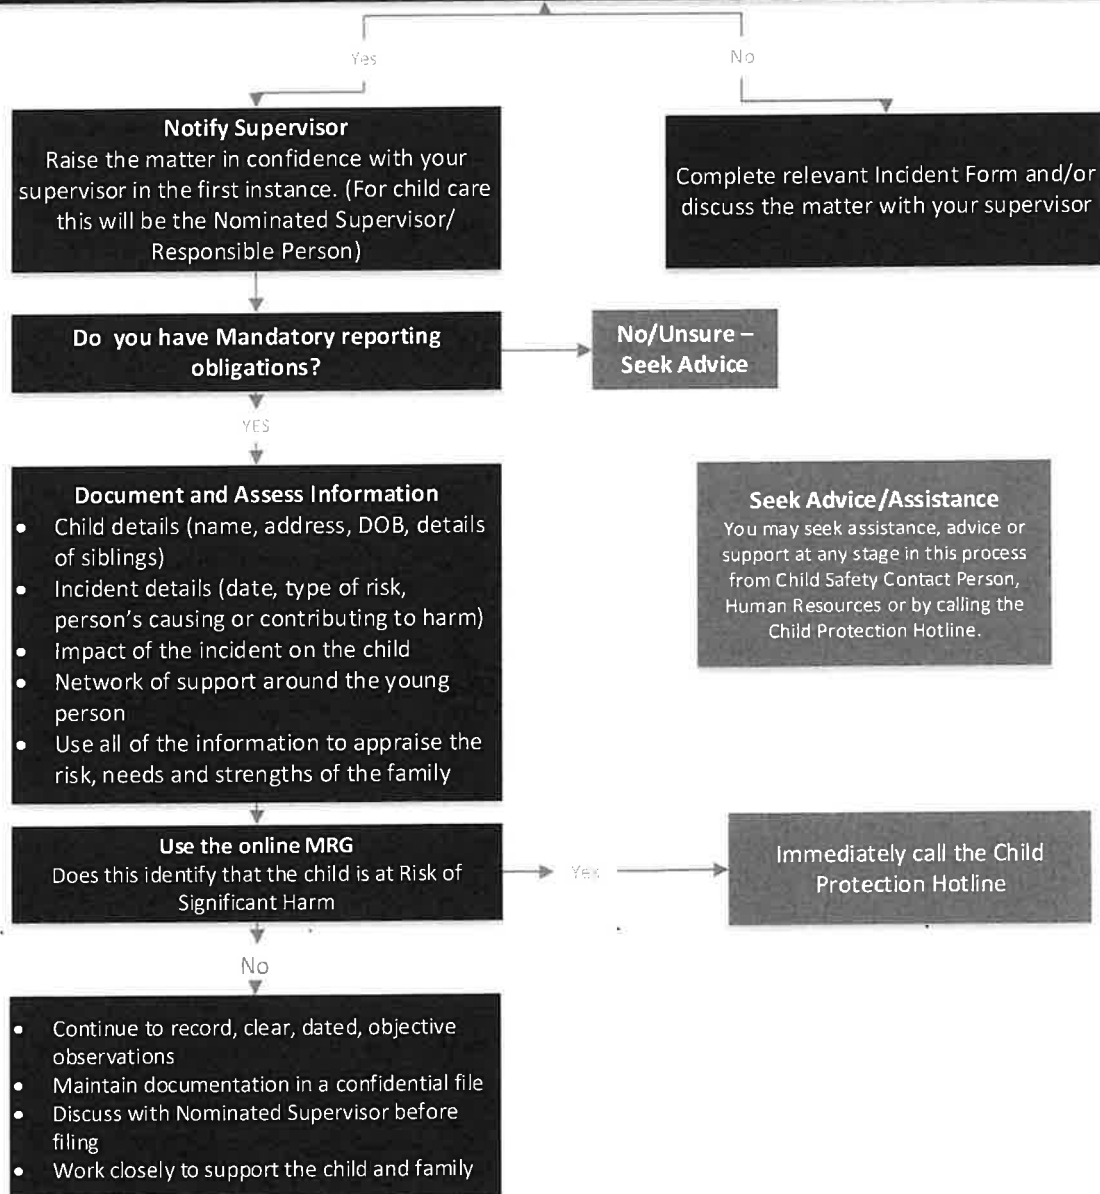 Yes
No
Notify Supervisor
Raise the matter in confidence with your
supervisor in the first instance. (For child care
this will be the Nominated Supervisor/
Responsible Person)
Complete relevant Incident Form and/or
discuss the matter with your supervisor
Do you have Mandatory reporting
obligations?
No/Unsure –
Seek Advice
YES
Document and Assess Information
• Child details (name, address, DOB, details
of siblings)
• Incident details (date, type of risk,
person's causing or contributing to harm)
• Impact of the incident on the child
• Network of support around the young
person
• Use all of the information to appraise the
risk, needs and strengths of the family
Seek Advice/Assistance
You may seek assistance, advice or
support at any stage in this process
from Child Safety Contact Person,
Human Resources or by calling the
Child Protection Hotline.
Use the online MRG
Does this identify that the child is at Risk of
Significant Harm
Yes
Immediately call the Child
Protection Hotline
No
• Continue to record, clear, dated, objective
observations
• Maintain documentation in a confidential file
• Discuss with Nominated Supervisor before
filing
• Work closely to support the child and family